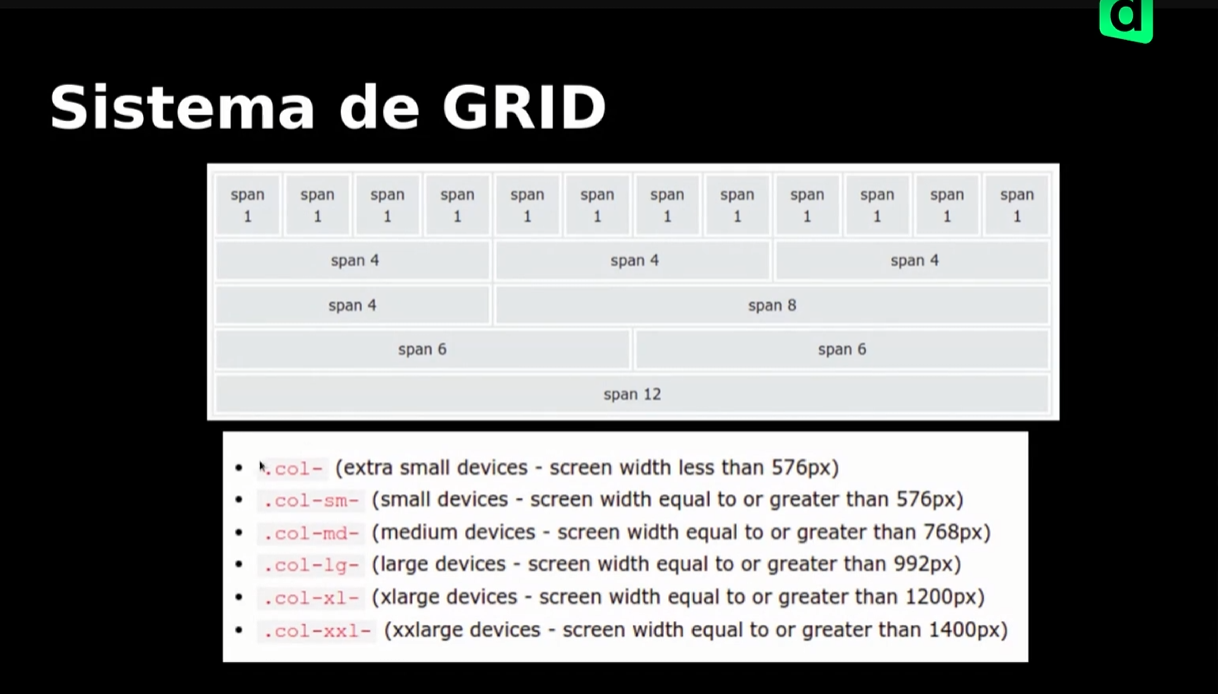 d
Sistema de GRID
span span span span span span span span span span span span
1 1 1 1 1 1 1 1 1 1 1 1
span 4 span 4 span 4
span 4 span 8
span 6 span 6
span 12
• .col- (extra small devices - screen width less than 576px)
• .col-sm- (small devices - screen width equal to or greater than 576px)
• .col-md- (medium devices - screen width equal to or greater than 768px)
• .col-lg- (large devices - screen width equal to or greater than 992px)
• .col-xl- (xlarge devices - screen width equal to or greater than 1200px)
• .col-xxl- (xxlarge devices - screen width equal to or greater than 1400px)